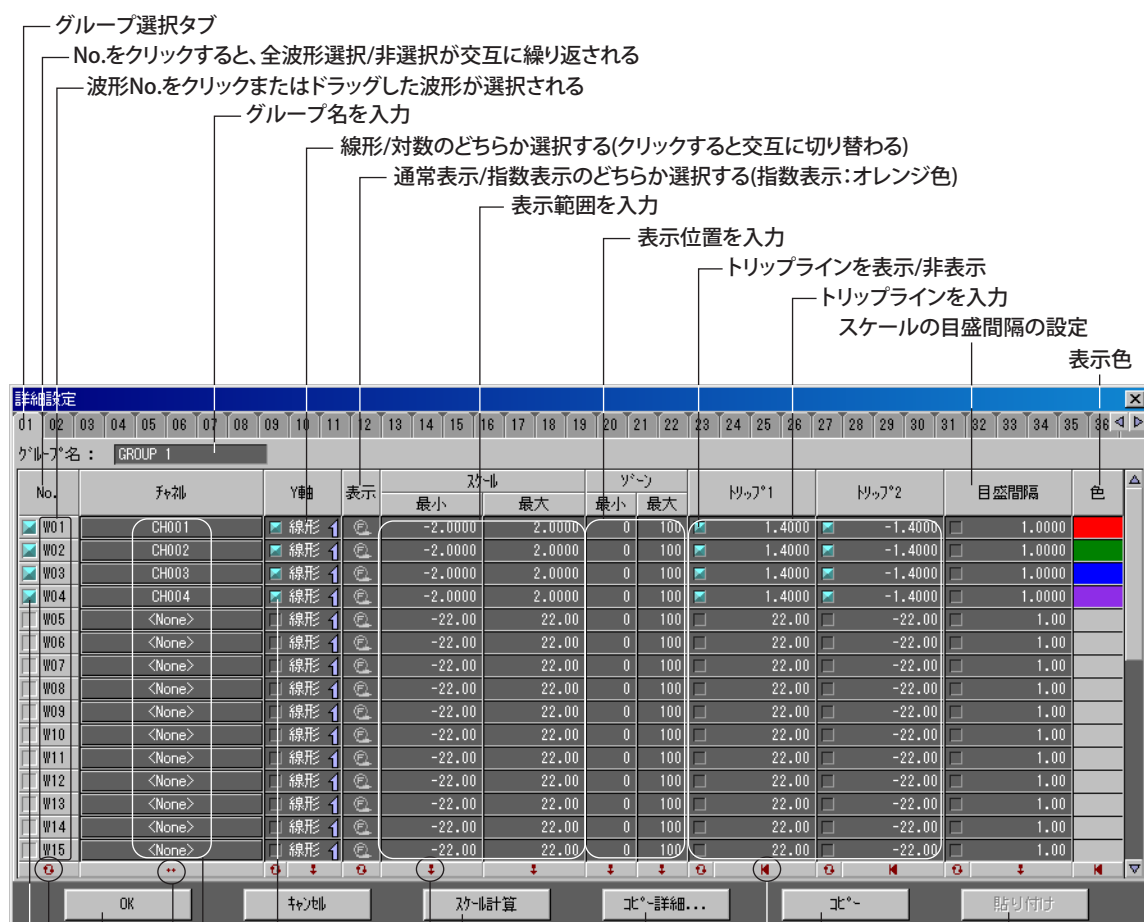 グループ選択タブ
No.をクリックすると、全波形選択/非選択が交互に繰り返される
波形No.をクリックまたはドラッグした波形が選択される
グループ名を入力
線形/対数のどちらか選択する(クリックすると交互に切り替わる)
通常表示/指数表示のどちらか選択する(指数表示:オレンジ色)
表示範囲を入力
表示位置を入力
トリップラインを表示/非表示
トリップラインを入力
スケールの目盛間隔の設定
表示色
詳細設定
01 02 03 04 05 06 07 08 09 10 11 12 13 14 15 16 17 18 19 20 21 22 23 24 25 26 27 28 29 30 31 32 33 34 35 36
グループ名: GROUP 1
No. チャネル Y軸 表示 スケール ゾーン トリップ1 トリップ2 目盛間隔 色
最小 最大 最小 最大
W01 CH001 線形 -2.0000 2.0000 0 100 1.4000 -1.4000 1.0000
W02 CH002 線形 -2.0000 2.0000 0 100 1.4000 -1.4000 1.0000
W03 CH003 線形 -2.0000 2.0000 0 100 1.4000 -1.4000 1.0000
W04 CH004 線形 -2.0000 2.0000 0 100 1.4000 -1.4000 1.0000
W05 <None> 線形 -22.00 22.00 0 100 22.00 -22.00 1.00
W06 <None> 線形 -22.00 22.00 0 100 22.00 -22.00 1.00
W07 <None> 線形 -22.00 22.00 0 100 22.00 -22.00 1.00
W08 <None> 線形 -22.00 22.00 0 100 22.00 -22.00 1.00
W09 <None> 線形 -22.00 22.00 0 100 22.00 -22.00 1.00
W10 <None> 線形 -22.00 22.00 0 100 22.00 -22.00 1.00
W11 <None> 線形 -22.00 22.00 0 100 22.00 -22.00 1.00
W12 <None> 線形 -22.00 22.00 0 100 22.00 -22.00 1.00
W13 <None> 線形 -22.00 22.00 0 100 22.00 -22.00 1.00
W14 <None> 線形 -22.00 22.00 0 100 22.00 -22.00 1.00
W15 <None> 線形 -22.00 22.00 0 100 22.00 -22.00 1.00
OK キャンセル スケール計算 コピー詳細... コピー 貼り付け